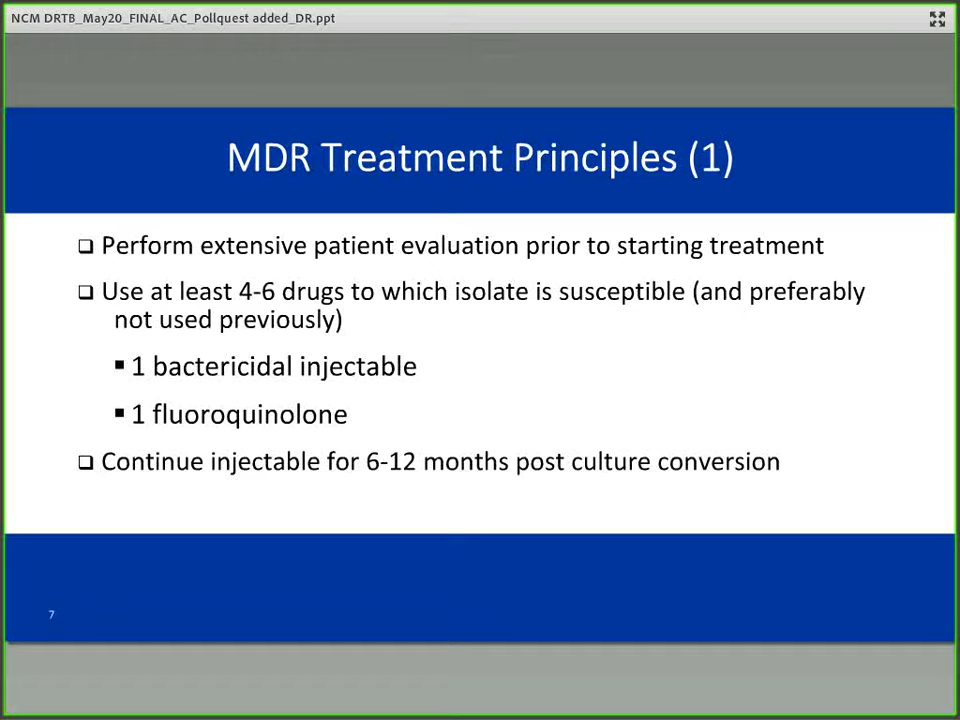 NCM DRTB_May20_FINAL_AC_Pollquest added_DR.ppt
MDR Treatment Principles (1)
❑ Perform extensive patient evaluation prior to starting treatment
❑ Use at least 4-6 drugs to which isolate is susceptible (and preferably
not used previously)
▪ 1 bactericidal injectable
▪ 1 fluoroquinolone
❑ Continue injectable for 6-12 months post culture conversion
7